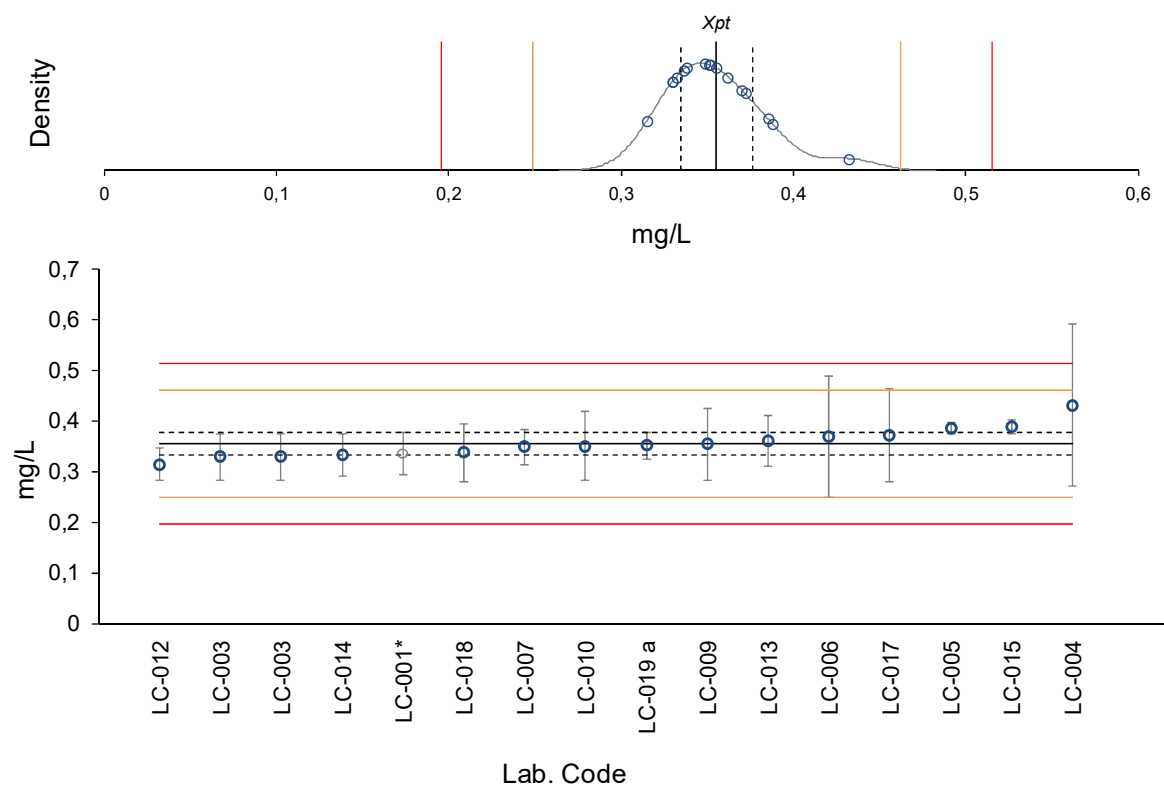 Xpt
Density
0 0,1 0,2 0,3 0,4 0,5 0,6
mg/L
0,7
0,6
0,5
0,4
0,3
0,2
0,1
0
mg/L
LC-012
LC-003
LC-003
LC-014
LC-001*
LC-018
LC-007
LC-010
LC-019 a
LC-009
LC-013
LC-006
LC-017
LC-005
LC-015
LC-004
Lab. Code